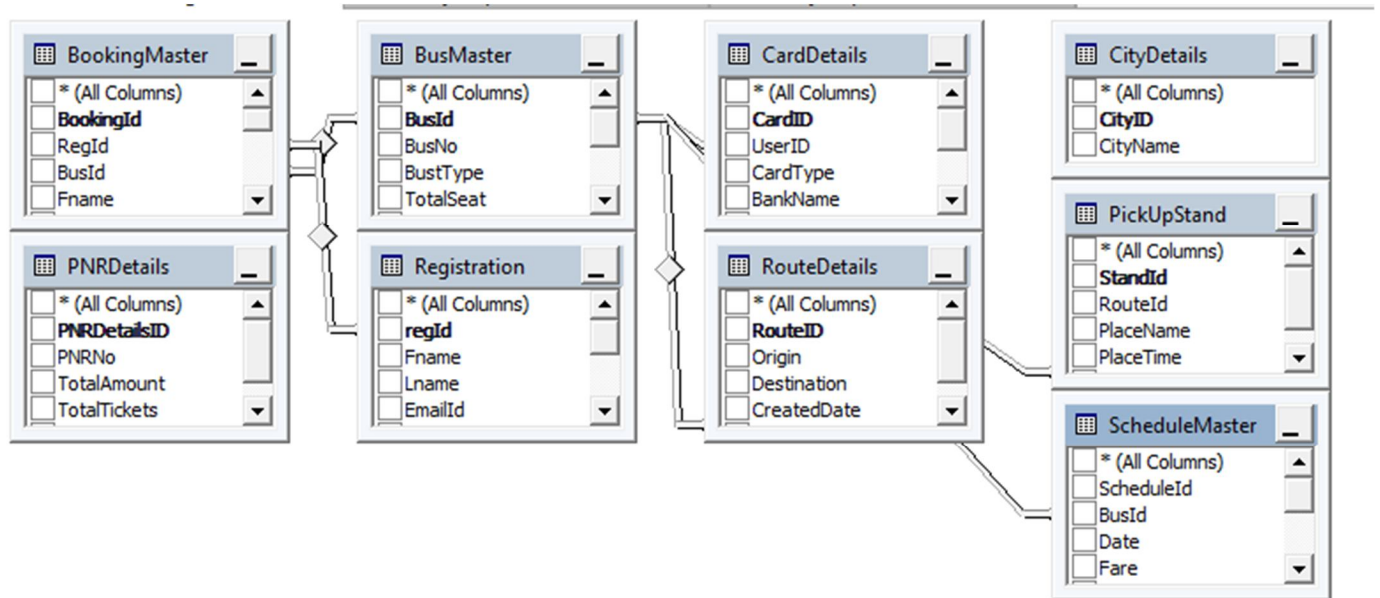 BookingMaster
* (All Columns)
BookingId
RegId
BusId
Fname
BusMaster
* (All Columns)
BusId
BusNo
BustType
TotalSeat
CardDetails
* (All Columns)
CardID
UserID
CardType
BankName
CityDetails
* (All Columns)
CityID
CityName
PNRDetails
* (All Columns)
PNRDetailsID
PNRNo
TotalAmount
TotalTickets
Registration
* (All Columns)
regId
Fname
Lname
EmailId
RouteDetails
* (All Columns)
RouteID
Origin
Destination
CreatedDate
PickUpStand
* (All Columns)
StandId
RouteId
PlaceName
PlaceTime
ScheduleMaster
* (All Columns)
ScheduleId
BusId
Date
Fare